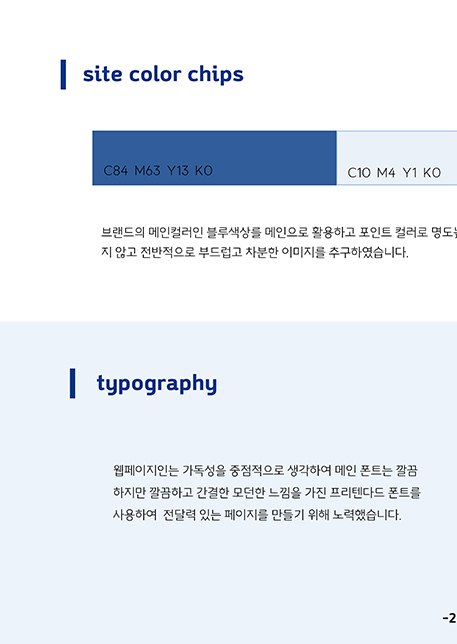 site color chips
C84 M63 Y13 K0
C10 M4 Y1 K0
브랜드의 메인컬러인 블루색상를 메인으로 활용하고 포인트 컬러로 명도는
지 않고 전반적으로 부드럽고 차분한 이미지를 추구하였습니다.
typography
웹페이지인는 가독성을 중점적으로 생각하여 메인 폰트는 깔끔
하지만 깔끔하고 간결한 모던한 느낌을 가진 프리텐다드 폰트를
사용하여 전달력 있는 페이지를 만들기 위해 노력했습니다.
-2